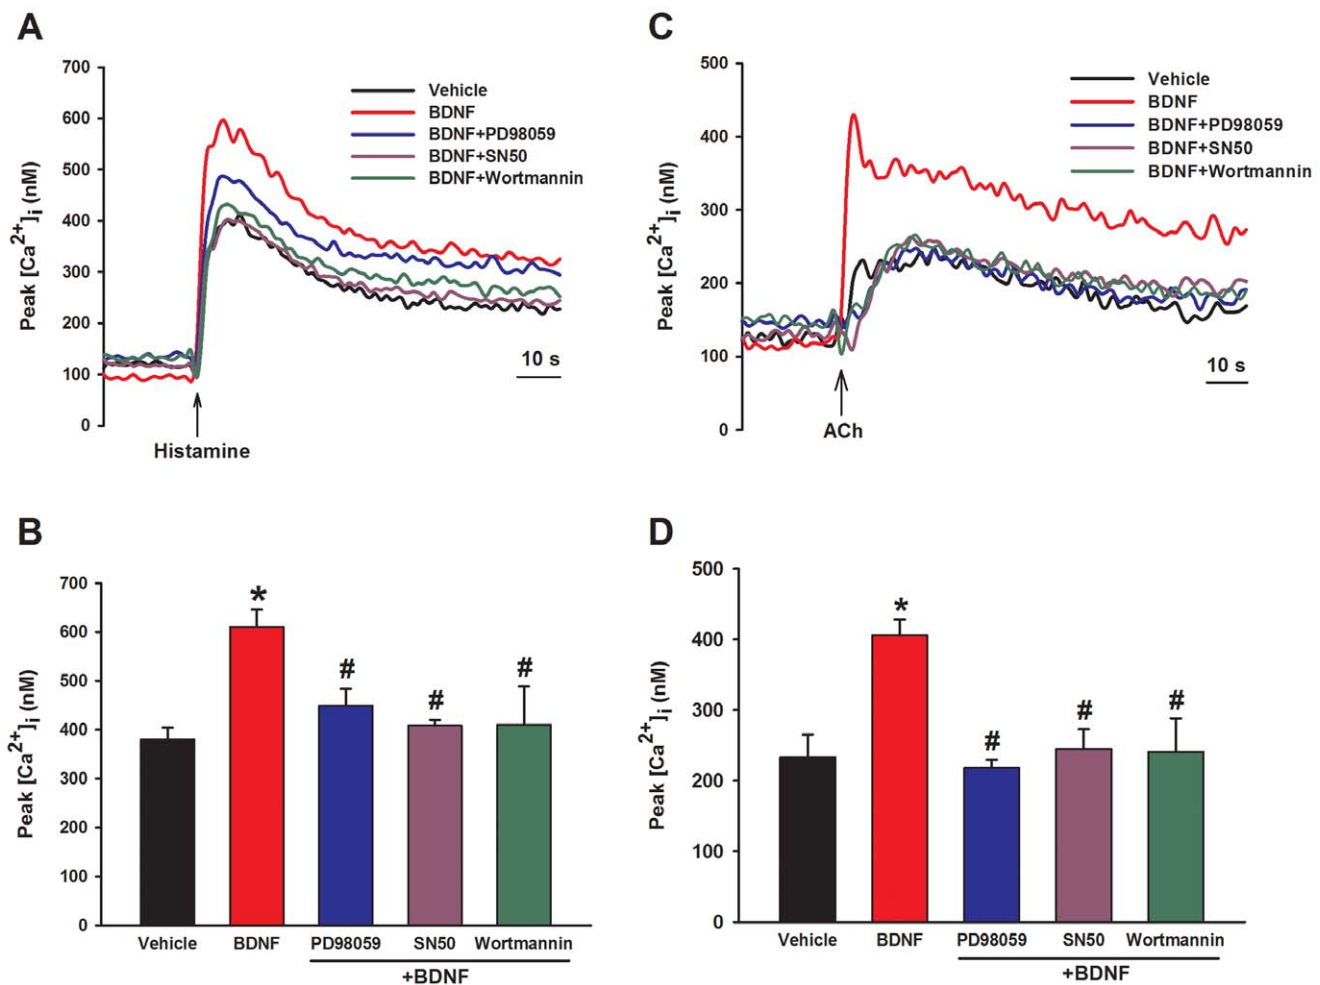 A
700
600
500
400
300
200
100
0
Peak [Ca2+]i (nM)
Vehicle
BDNF
BDNF+PD98059
BDNF+SN50
BDNF+Wortmannin
10 s
Histamine
C
500
400
300
200
100
0
Peak [Ca2+]i (nM)
Vehicle
BDNF
BDNF+PD98059
BDNF+SN50
BDNF+Wortmannin
10 s
ACh
B
700
600
500
400
300
200
100
0
Peak [Ca2+]i (nM)
*
#
#
#
Vehicle BDNF PD98059 SN50 Wortmannin
+BDNF
D
500
400
300
200
100
0
Peak [Ca2+]i (nM)
*
#
#
#
Vehicle BDNF PD98059 SN50 Wortmannin
+BDNF